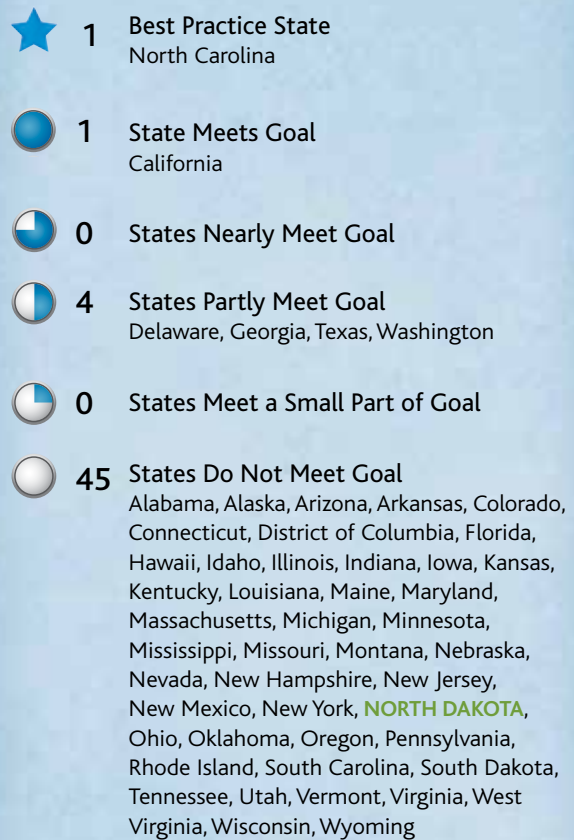 1 Best Practice State
North Carolina
1 State Meets Goal
California
0 States Nearly Meet Goal
4 States Partly Meet Goal
Delaware, Georgia, Texas, Washington
0 States Meet a Small Part of Goal
45 States Do Not Meet Goal
Alabama, Alaska, Arizona, Arkansas, Colorado,
Connecticut, District of Columbia, Florida,
Hawaii, Idaho, Illinois, Indiana, Iowa, Kansas,
Kentucky, Louisiana, Maine, Maryland,
Massachusetts, Michigan, Minnesota,
Mississippi, Missouri, Montana, Nebraska,
Nevada, New Hampshire, New Jersey,
New Mexico, New York, NORTH DAKOTA,
Ohio, Oklahoma, Oregon, Pennsylvania,
Rhode Island, South Carolina, South Dakota,
Tennessee, Utah, Vermont, Virginia, West
Virginia, Wisconsin, Wyoming